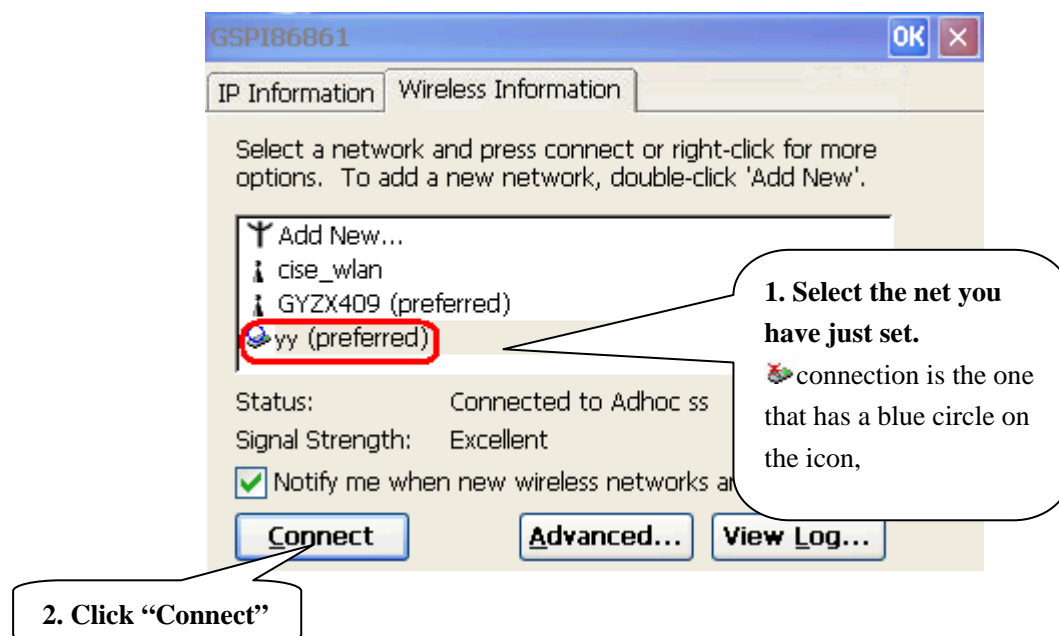 GSPI86861
OK
IP Information
Wireless Information
Select a network and press connect or right-click for more
options. To add a new network, double-click 'Add New'.
Add New...
cise_wlan
GYZX409 (preferred)
yy (preferred)
1. Select the net you
have just set.
connection is the one
that has a blue circle on
the icon,
Status:
Connected to Adhoc ss
Signal Strength:
Excellent
Notify me when new wireless networks
Connect
Advanced...
View Log...
2. Click “Connect”